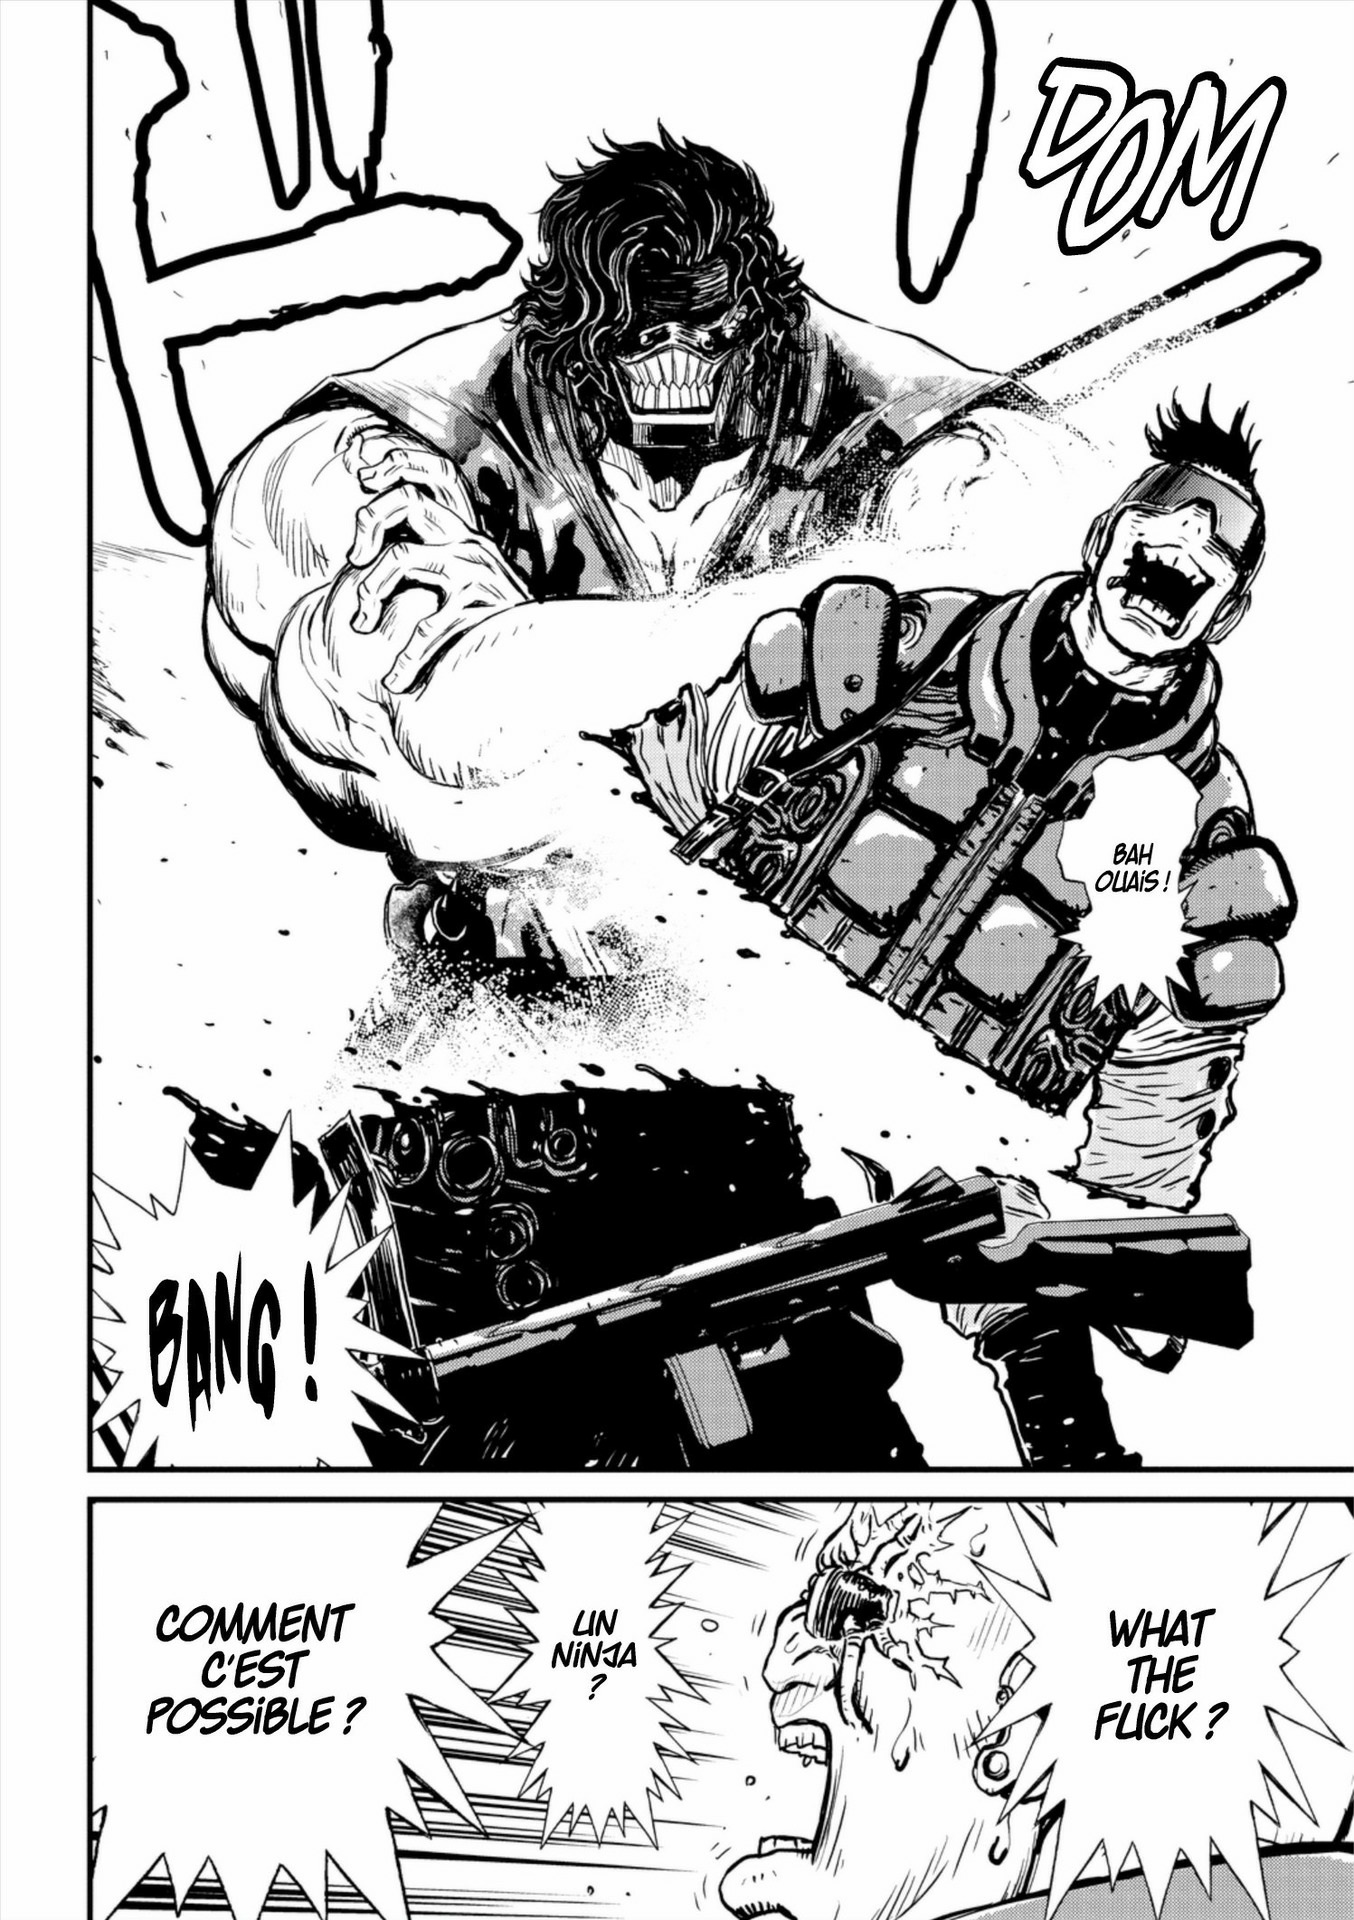 DOM
BAH
OUAiS !
BANG !
WHAT
THE
FUCK ?
UN
NiNJA
?
COMMENT
C'EST
POSSiBLE ?